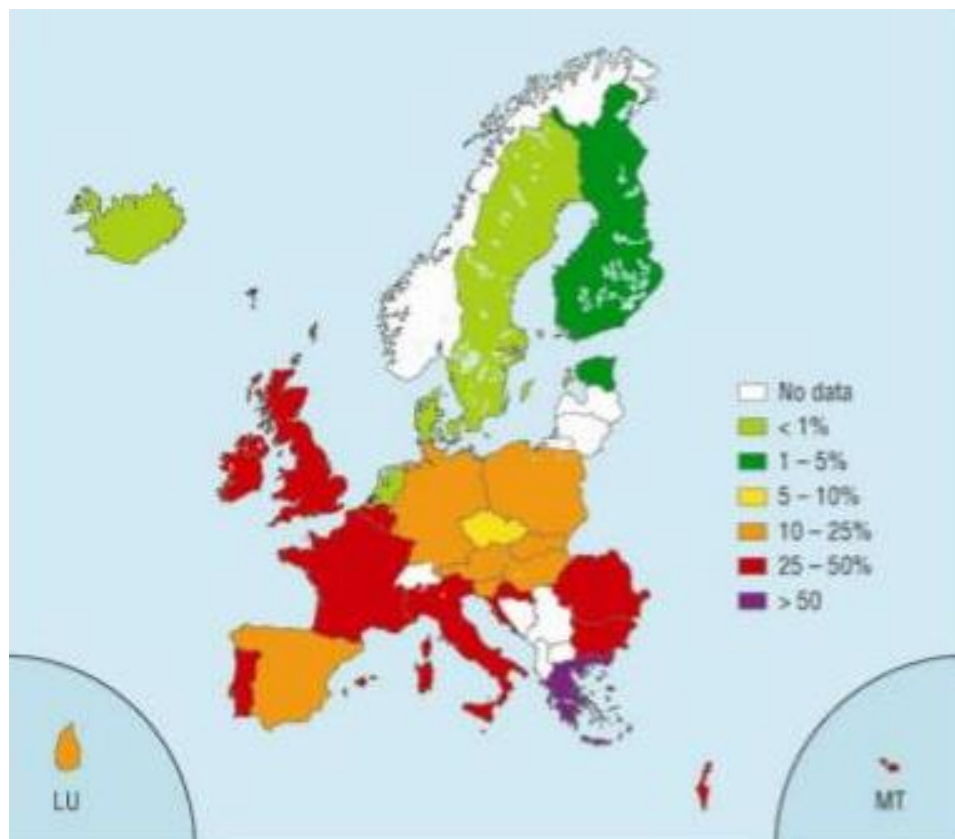 No data
< 1%
1 – 5%
5 – 10%
10 – 25%
25 – 50%
> 50
LU
MT